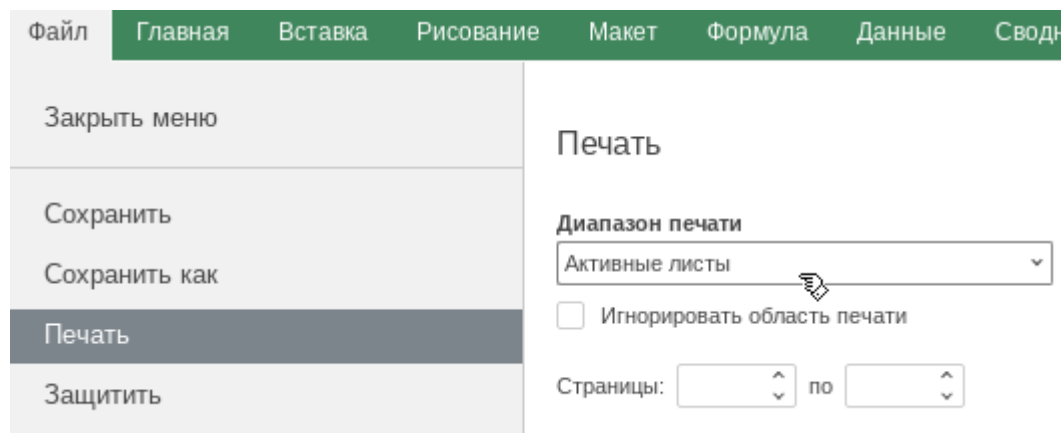 Файл Главная Вставка Рисование Макет Формула Данные
Закрыть меню
Сохранить
Сохранить как
Печать
Защитить
Печать
Диапазон печати
Активные листы
Игнорировать область печати
Страницы: по